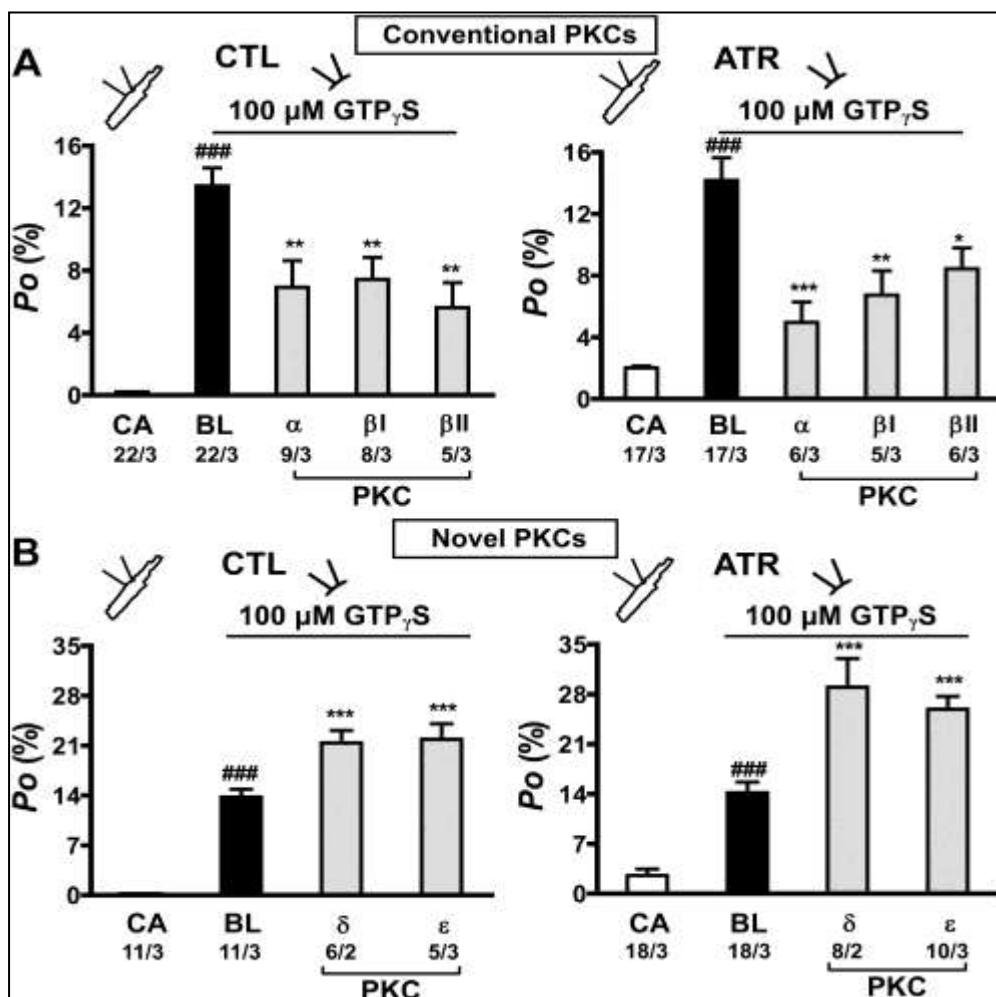 Conventional PKCs
A
CTL
ATR
100 µM GTPγS
100 µM GTPγS
Po (%)
16
12
8
4
0
###
**
**
**
CA
BL
α
βI
βII
22/3
22/3
9/3
8/3
5/3
PKC
Po (%)
16
12
8
4
0
###
***
**
*
CA
BL
α
βI
βII
17/3
17/3
6/3
5/3
6/3
PKC
Novel PKCs
B
CTL
ATR
100 µM GTPγS
100 µM GTPγS
Po (%)
35
28
21
14
7
0
###
***
***
CA
BL
δ
ε
11/3
11/3
6/2
5/3
PKC
Po (%)
35
28
21
14
7
0
###
***
***
CA
BL
δ
ε
18/3
18/3
8/2
10/3
PKC